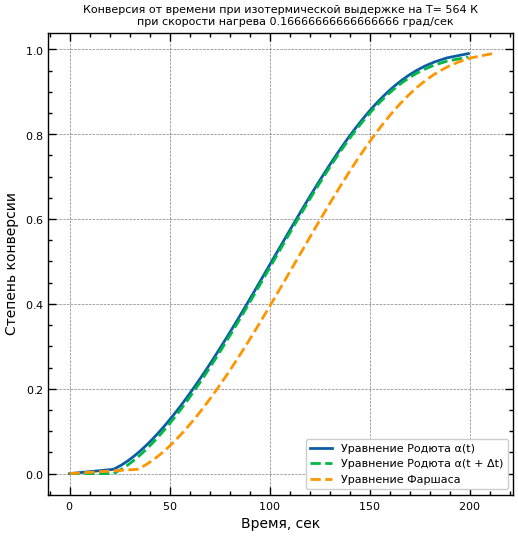 Конверсия от времени при изотермической выдержке на T= 564 К
при скорости нагрева 0.16666666666666666 град/сек
Степень конверсии
1.0
0.8
0.6
0.4
0.2
0.0
Уравнение Родюта α(t)
Уравнение Родюта α(t + Δt)
Уравнение Фаршаса
0 50 100 150 200
Время, сек